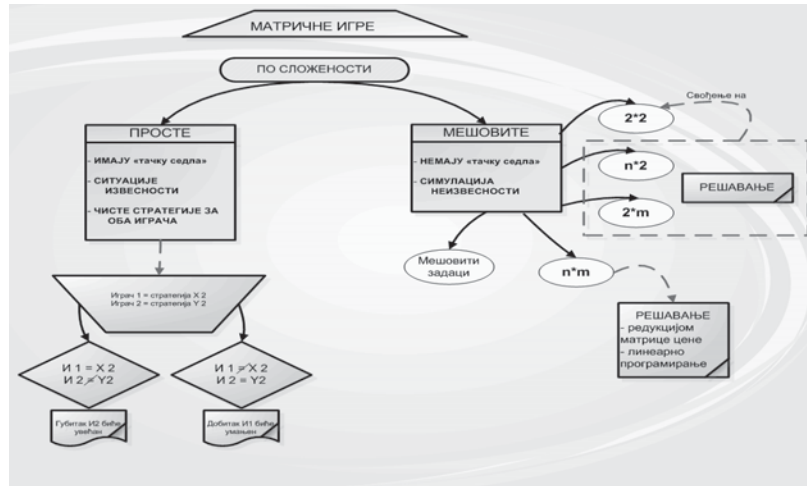 МАТРИЧНЕ ИГРЕ
ПО СЛОЖЕНОСТИ
ПРОСТЕ
- ИМАЈУ «тачку седла»
- СИТУАЦИЈЕ
ИЗВЕСНОСТИ
- ЧИСТЕ СТРАТЕГИЈЕ ЗА
ОБА ИГРАЧА
МЕШОВИТЕ
- НЕМАЈУ «тачку седла»
- СИМУЛАЦИЈА
НЕИЗВЕСНОСТИ
Свођење на
2*2
n*2
2*m
РЕШАВАЊЕ
Мешовити
задаци
n*m
РЕШАВАЊЕ
- редукцијом
матрице цене
- линеарно
програмирање
Играч 1 = стратегија X 2
Играч 2 = стратегија Y 2
И 1 = X 2
И 2 ≠ Y2
И 1 ≠ X 2
И 2 = Y2
Губитак И2 биће
увећан
Добитак И1 биће
умањен